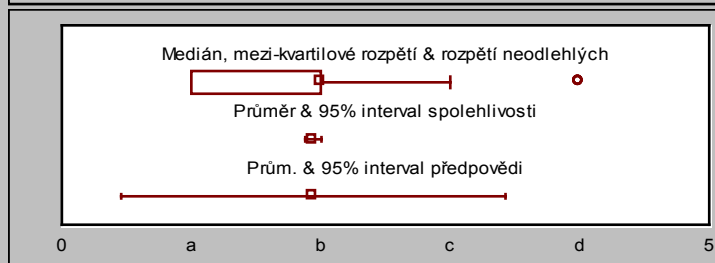 Medián, mezi-kvartilové rozpětí & rozpětí neodlehlých
Průměr & 95% interval spolehlivosti
Prům. & 95% interval předpovědi
0 a b c d 5